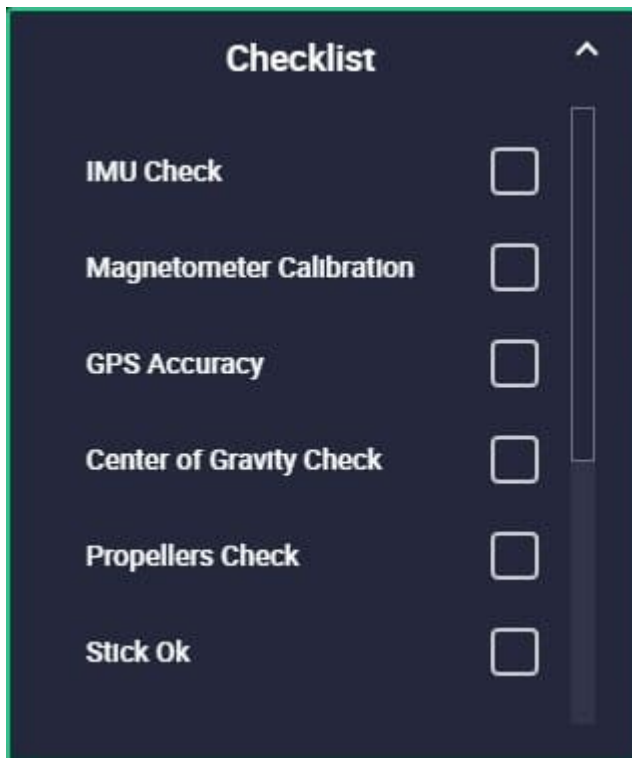 Checklist
IMU Check
Magnetometer Calibration
GPS Accuracy
Center of Gravity Check
Propellers Check
Stick Ok